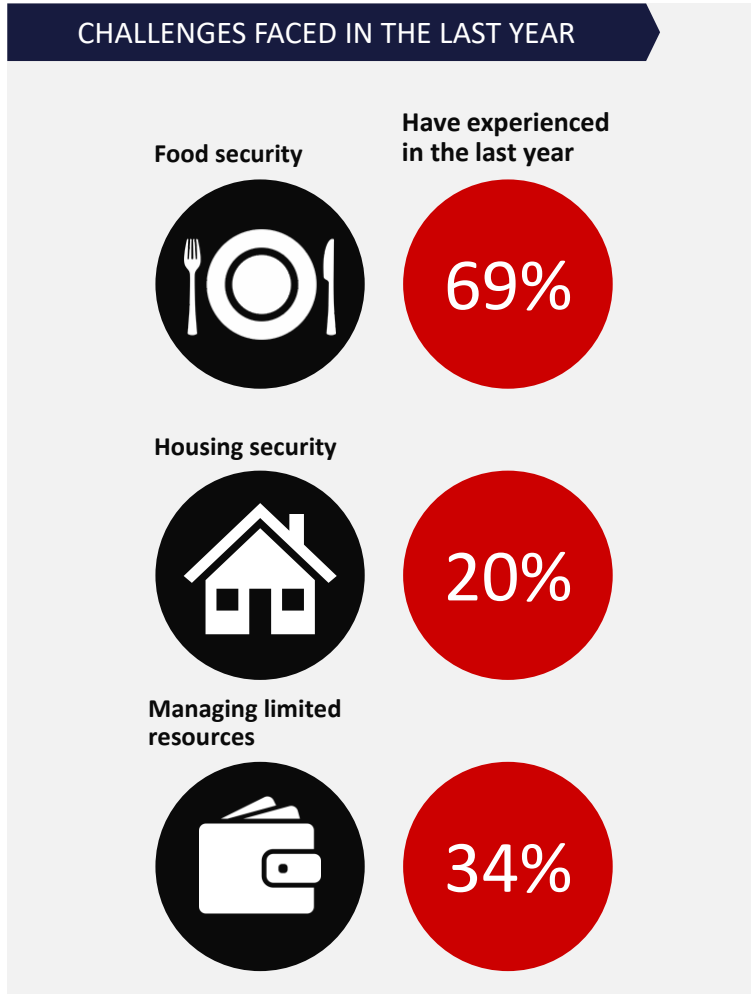 CHALLENGES FACED IN THE LAST YEAR
Food security
Have experienced
in the last year
69%
Housing security
20%
Managing limited
resources
34%